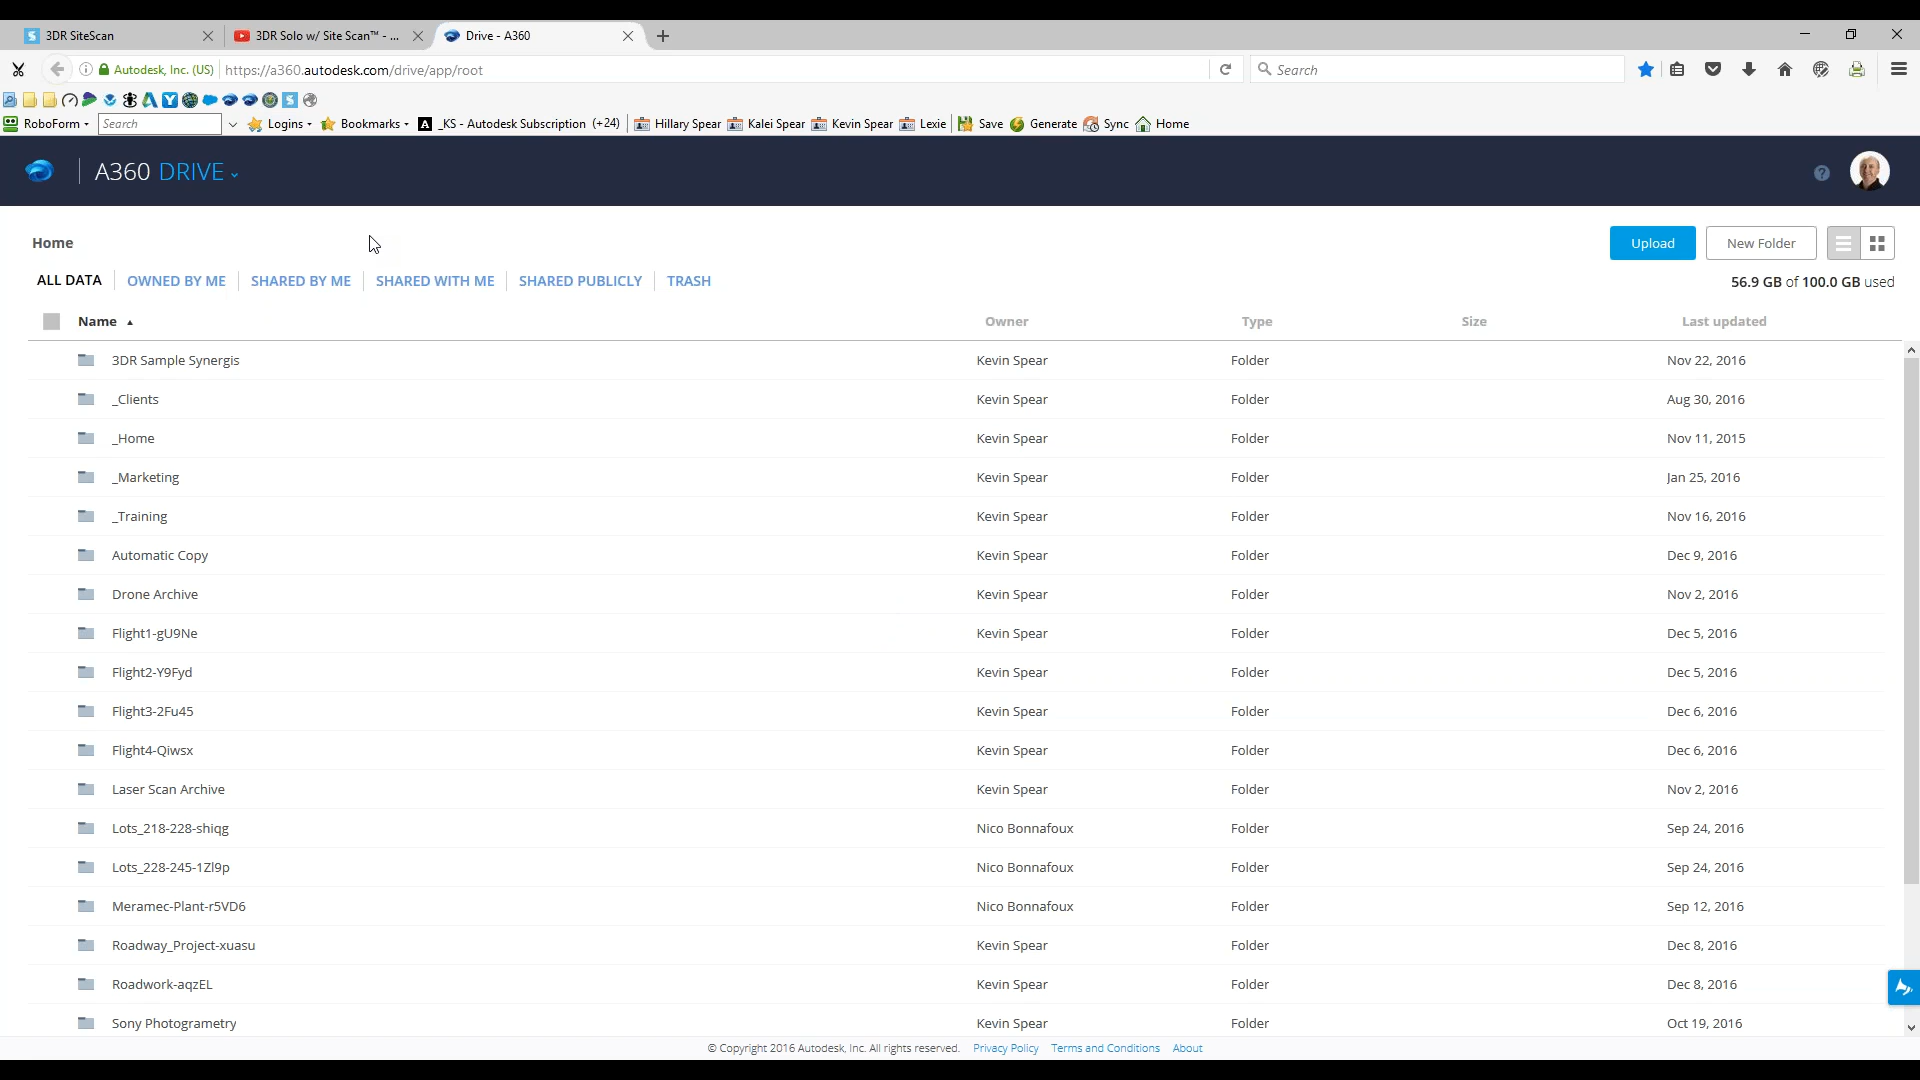 3DR SiteScan
3DR Solo w/ Site Scan™ - ...
Drive - A360
Autodesk, Inc. (US)
https://a360.autodesk.com/drive/app/root
Search
RoboForm
Search
Logins
Bookmarks
_KS - Autodesk Subscription (+24)
Hillary Spear
Kalei Spear
Kevin Spear
Lexie
Save
Generate
Sync
Home
A360 DRIVE
Home
Upload
New Folder
ALL DATA
OWNED BY ME
SHARED BY ME
SHARED WITH ME
SHARED PUBLICLY
TRASH
56.9 GB of 100.0 GB used
Name Owner Type Size Last updated
3DR Sample Synergis Kevin Spear Folder Nov 22, 2016
_Clients Kevin Spear Folder Aug 30, 2016
_Home Kevin Spear Folder Nov 11, 2015
_Marketing Kevin Spear Folder Jan 25, 2016
_Training Kevin Spear Folder Nov 16, 2016
Automatic Copy Kevin Spear Folder Dec 9, 2016
Drone Archive Kevin Spear Folder Nov 2, 2016
Flight1-gU9Ne Kevin Spear Folder Dec 5, 2016
Flight2-Y9Fyd Kevin Spear Folder Dec 5, 2016
Flight3-2Fu45 Kevin Spear Folder Dec 6, 2016
Flight4-Qiwsx Kevin Spear Folder Dec 6, 2016
Laser Scan Archive Kevin Spear Folder Nov 2, 2016
Lots_218-228-shiqg Nico Bonnafoux Folder Sep 24, 2016
Lots_228-245-1Zl9p Nico Bonnafoux Folder Sep 24, 2016
Meramec-Plant-r5VD6 Nico Bonnafoux Folder Sep 12, 2016
Roadway_Project-xuasu Kevin Spear Folder Dec 8, 2016
Roadwork-aqzEL Kevin Spear Folder Dec 8, 2016
Sony Photogrametry Kevin Spear Folder Oct 19, 2016
© Copyright 2016 Autodesk, Inc. All rights reserved. Privacy Policy Terms and Conditions About